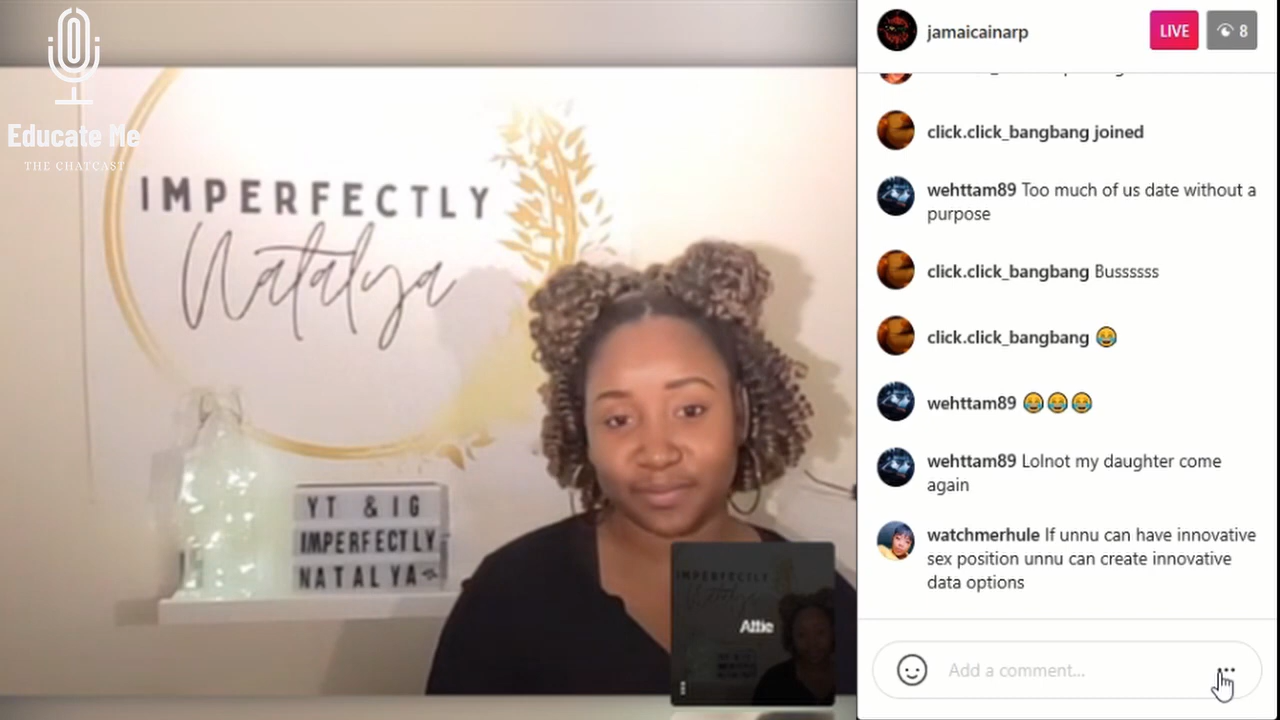 Educate Me
THE CHATCAST
IMPERFECTLY
Natalya
YT & IG
IMPERFECTLY
NATALYA
Attie
jamaicainarp
LIVE
8
click.click_bangbang joined
wehttam89 Too much of us date without a
purpose
click.click_bangbang Bussssss
click.click_bangbang 😂
wehttam89 😂😂😂
wehttam89 Lolnot my daughter come
again
watchmerhule If unnu can have innovative
sex position unnu can create innovative
data options
Add a comment...